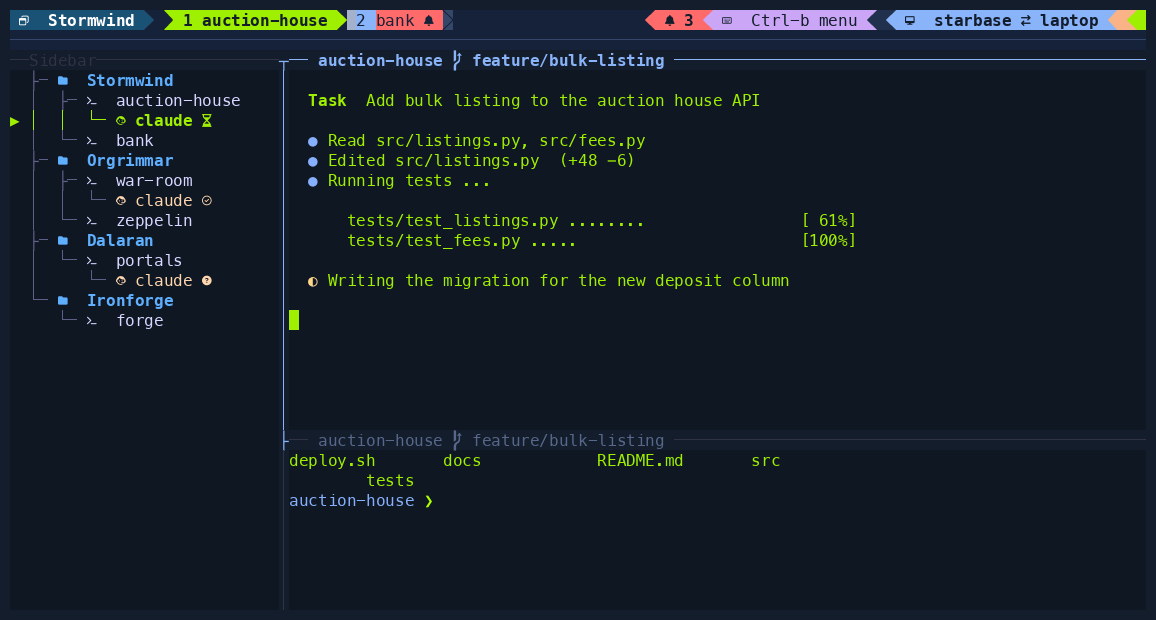 Stormwind 1 auction-house 2 bank 3 Ctrl-b menu starbase ⇄ laptop
Sidebar
auction-house feature/bulk-listing
Stormwind
auction-house
claude
bank
Orgrimmar
war-room
claude
zeppelin
Dalaran
portals
claude
Ironforge
forge
Task Add bulk listing to the auction house API
● Read src/listings.py, src/fees.py
● Edited src/listings.py (+48 -6)
● Running tests ...
tests/test_listings.py ........ [ 61%]
tests/test_fees.py ..... [100%]
◐ Writing the migration for the new deposit column
auction-house feature/bulk-listing
deploy.sh docs README.md src
tests
auction-house ❯